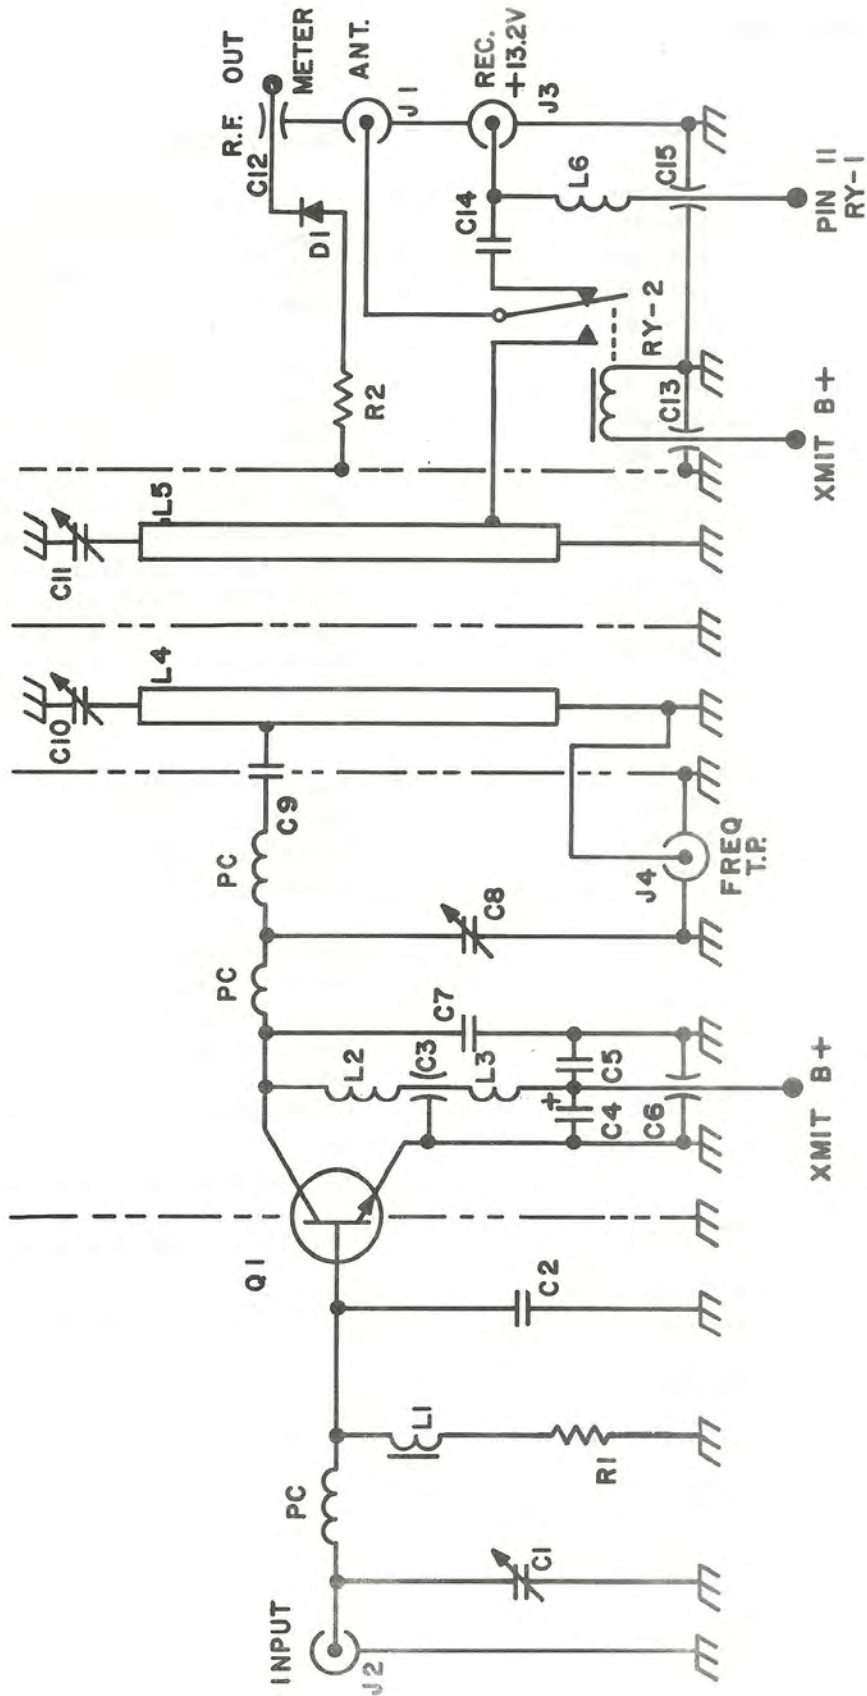 INPUT
J2
C1
PC
L1
R1
C2
Q1
L2
C3
L3
+
C4
C5
C6
C7
XMIT B+
PC
C8
PC
C9
J4
FREQ
T.P.
C10
L4
C11
L5
R2
D1
C12
R.F. OUT
METER
ANT.
J1
REC.
+13.2V
J3
C14
L6
RY-2
C13
C15
XMIT B+
PIN 11
RY-1